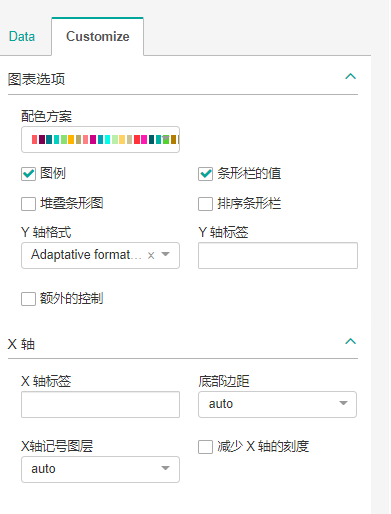 Data Customize
图表选项
配色方案
图例 条形栏的值
堆叠条形图 排序条形栏
Y 轴格式 Y 轴标签
Adaptative format...
额外的控制
X 轴
X 轴标签 底部边距
auto
X轴记号图层 减少 X 轴的刻度
auto